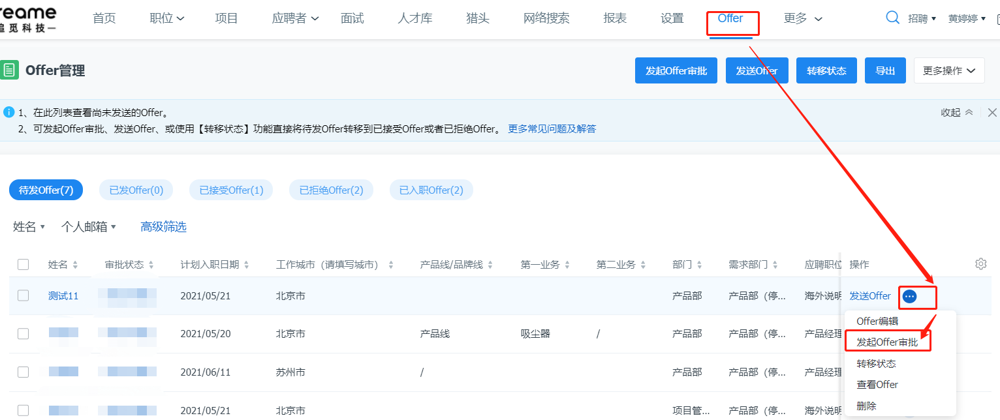 reame
追觅科技
首页 职位 项目 应聘者 面试 人才库 猎头 网络搜索 报表 设置 Offer 更多 招聘 黄婷婷
Offer管理 发起Offer审批 发送Offer 转移状态 导出 更多操作
1、在此列表查看尚未发送的Offer。 收起
2、可发起Offer审批、发送Offer、或使用【转移状态】功能直接将待发Offer转移到已接受Offer或者已拒绝Offer。 更多常见问题及解答
待发Offer(7) 已发Offer(0) 已接受Offer(1) 已拒绝Offer(2) 已入职Offer(2)
姓名 个人邮箱 高级筛选
姓名 审批状态 计划入职日期 工作城市（请填写城市） 产品线/品牌线 第一业务 第二业务 部门 需求部门 应聘职位 操作
测试11 2021/05/21 北京市 产品部 产品部（停... 海外说明 发送Offer
Offer编辑
2021/05/20 北京市 产品线 吸尘器 / 产品部 产品部（停... 产品经理
发起Offer审批
转移状态
2021/06/11 苏州市 / 产品部 产品部（停... 产品经理
查看Offer
删除
2021/05/21 北京市 项目管... 产品部（停... 海外说明